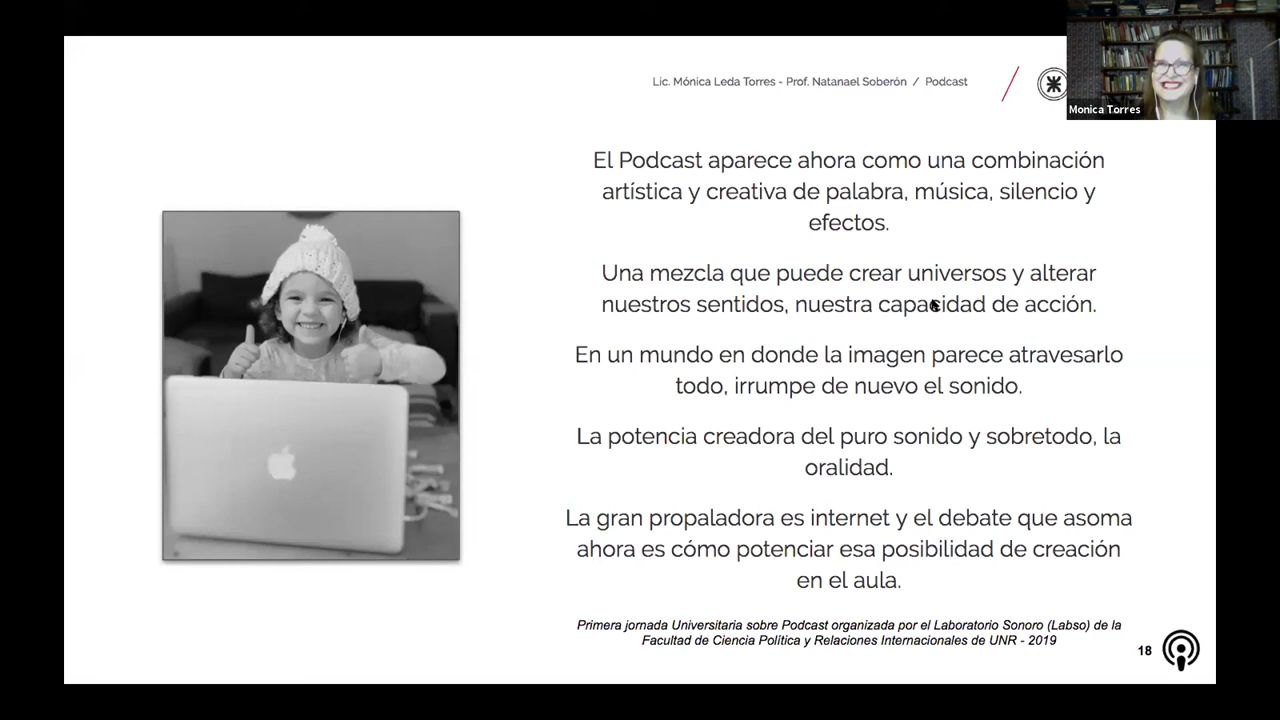 Lic. Mónica Leda Torres - Prof. Natanael Soberón / Podcast
Monica Torres
El Podcast aparece ahora como una combinación
artística y creativa de palabra, música, silencio y
efectos.
Una mezcla que puede crear universos y alterar
nuestros sentidos, nuestra capacidad de acción.
En un mundo en donde la imagen parece atravesarlo
todo, irrumpe de nuevo el sonido.
La potencia creadora del puro sonido y sobretodo, la
oralidad.
La gran propaladora es internet y el debate que asoma
ahora es cómo potenciar esa posibilidad de creación
en el aula.
Primera jornada Universitaria sobre Podcast organizada por el Laboratorio Sonoro (Labso) de la
Facultad de Ciencia Política y Relaciones Internacionales de UNR - 2019
18